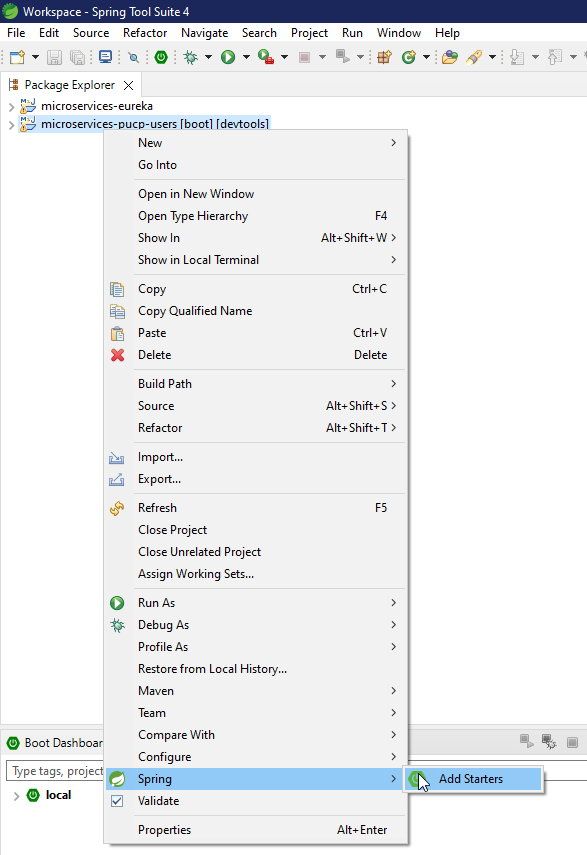 Workspace - Spring Tool Suite 4
File Edit Source Refactor Navigate Search Project Run Window Help
Package Explorer
microservices-eureka
microservices-pucp-users [boot] [devtools]
New
Go Into
Open in New Window
Open Type Hierarchy F4
Show In Alt+Shift+W
Show in Local Terminal
Copy Ctrl+C
Copy Qualified Name
Paste Ctrl+V
Delete Delete
Build Path
Source Alt+Shift+S
Refactor Alt+Shift+T
Import...
Export...
Refresh F5
Close Project
Close Unrelated Project
Assign Working Sets...
Run As
Debug As
Profile As
Restore from Local History...
Maven
Team
Compare With
Boot Dashboar
Configure
Type tags, project
Spring
Add Starters
local
Validate
Properties Alt+Enter